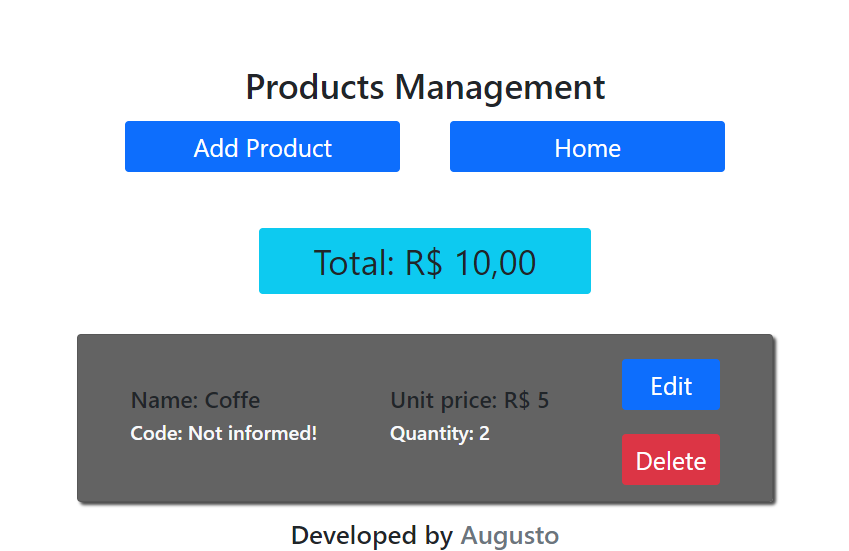 Products Management
Add Product
Home
Total: R$ 10,00
Name: Coffe
Code: Not informed!
Unit price: R$ 5
Quantity: 2
Edit
Delete
Developed by Augusto